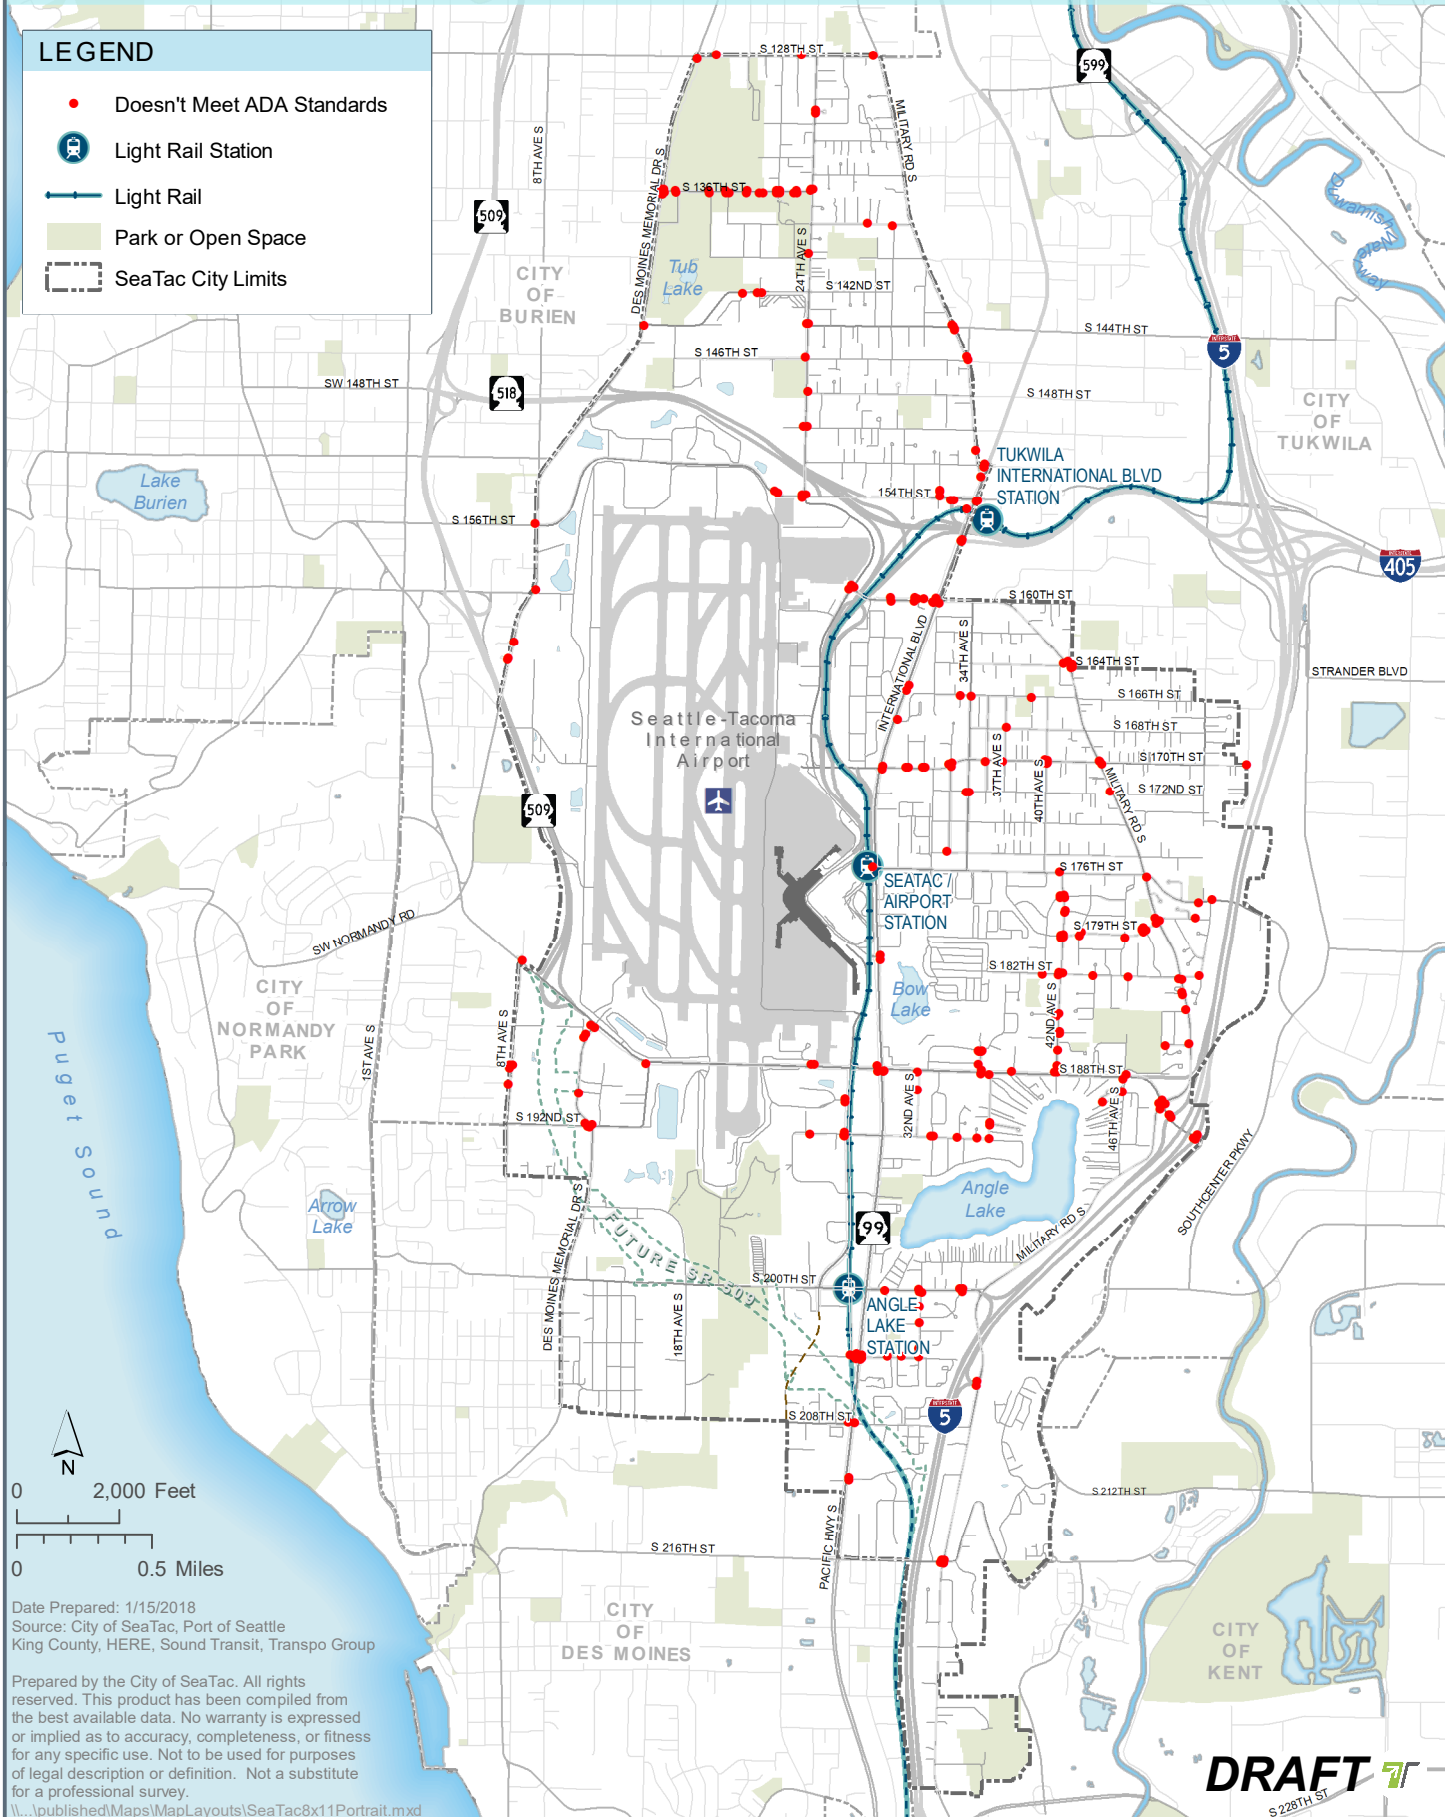 LEGEND
Doesn't Meet ADA Standards
Light Rail Station
Light Rail
Park or Open Space
SeaTac City Limits
S 128TH ST
599
8TH AVE S
MILITARY RD S
DES MOINES MEMORIAL DR S
S 136TH ST
509
Duwamish Waterway
24TH AVE S
CITY
OF
BURIEN
Tub
Lake
S 142ND ST
S 144TH ST
INTERSTATE
5
S 146TH ST
SW 148TH ST
518
S 148TH ST
CITY
OF
TUKWILA
TUKWILA
INTERNATIONAL BLVD
STATION
Lake
Burien
154TH ST
S 156TH ST
INTERSTATE
405
S 160TH ST
INTERNATIONAL BLVD
34TH AVE S
S 164TH ST
STRANDER BLVD
S 166TH ST
Seattle-Tacoma
International
Airport
S 168TH ST
37TH AVE S
S 170TH ST
40TH AVE S
MILITARY RD S
S 172ND ST
509
S 176TH ST
SEATAC /
AIRPORT
STATION
SW NORMANDY RD
S 179TH ST
S 182TH ST
CITY
OF
NORMANDY
PARK
Bow
Lake
42ND AVE S
Puget Sound
1ST AVE S
8TH AVE S
S 188TH ST
32ND AVE S
46TH AVE S
S 192ND ST
SOUTHCENTER PKWY
Angle
Lake
Arrow
Lake
DES MOINES MEMORIAL DR S
FUTURE SR 509
99
MILITARY RD S
S 200TH ST
18TH AVE S
ANGLE
LAKE
STATION
S 208TH ST
INTERSTATE
5
N
0 2,000 Feet
S 212TH ST
PACIFIC HWY S
S 216TH ST
0 0.5 Miles
Date Prepared: 1/15/2018
Source: City of SeaTac, Port of Seattle
King County, HERE, Sound Transit, Transpo Group
CITY
OF
DES MOINES
CITY
OF
KENT
Prepared by the City of SeaTac. All rights
reserved. This product has been compiled from
the best available data. No warranty is expressed
or implied as to accuracy, completeness, or fitness
for any specific use. Not to be used for purposes
of legal description or definition. Not a substitute
for a professional survey.
\\...\published\Maps\MapLayouts\SeaTac8x11Portrait.mxd
DRAFT
S 228TH ST